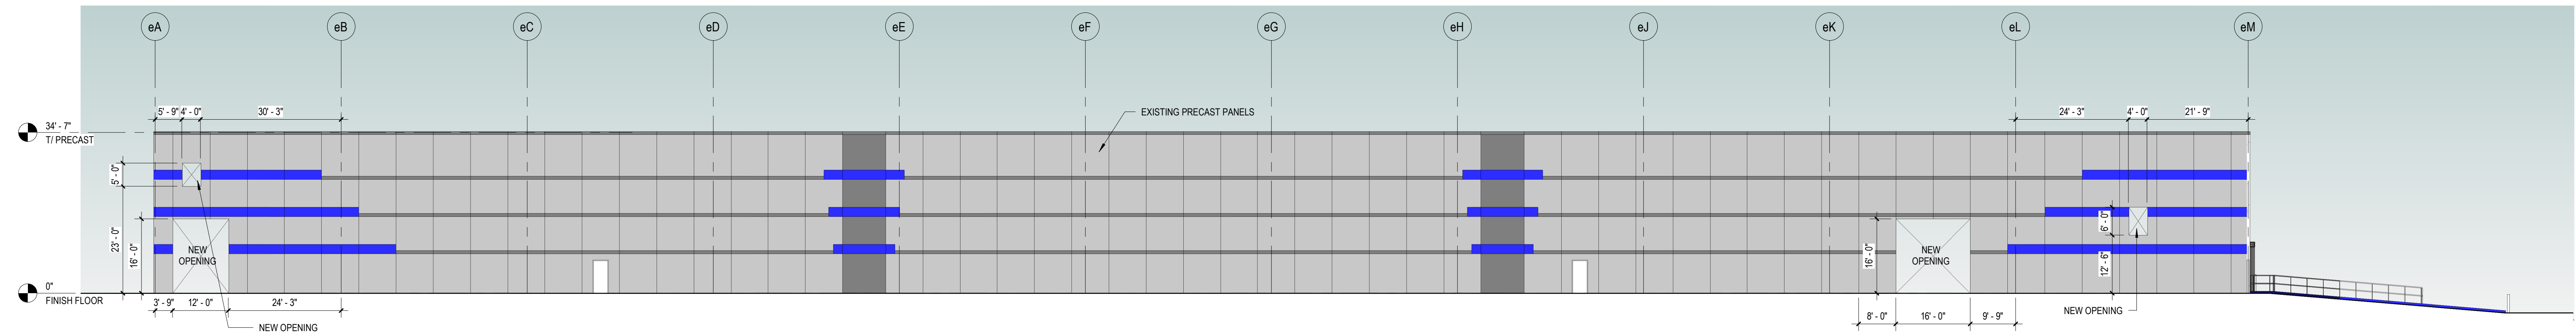 eA eB eC eD eE eF eG eH eJ eK eL eM
5' - 9" 4' - 0" 30' - 3"
EXISTING PRECAST PANELS
24' - 3" 4' - 0" 21' - 9"
34' - 7"
T/ PRECAST
5' - 0"
23' - 0"
16' - 0"
NEW
OPENING
16' - 0"
NEW
OPENING
6' - 0"
12' - 6"
0"
FINISH FLOOR
3' - 9" 12' - 0" 24' - 3"
NEW OPENING
8' - 0" 16' - 0" 9' - 9"
NEW OPENING